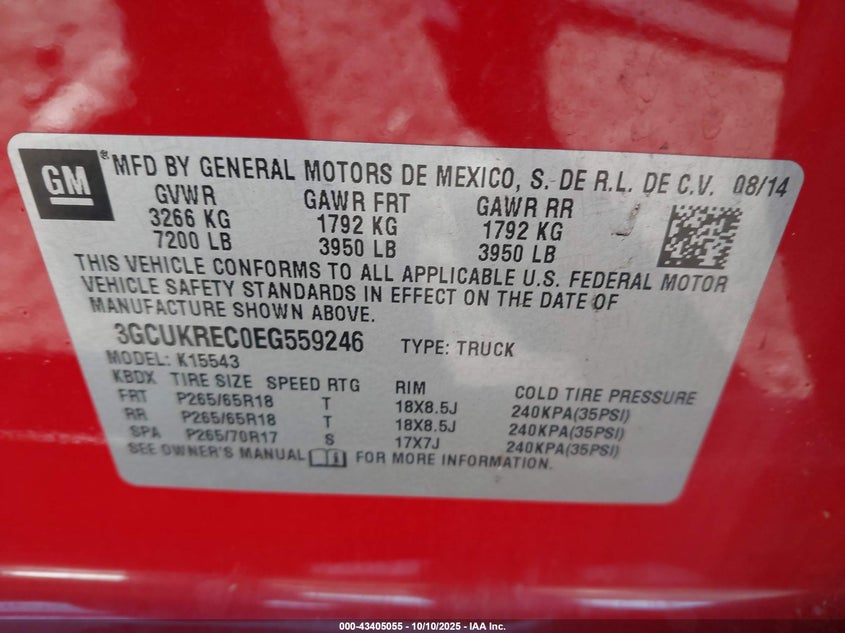 GM ® MFD BY GENERAL MOTORS DE MEXICO, S. DE R.L. DE C.V. 08/14
GVWR GAWR FRT GAWR RR
3266 KG 1792 KG 1792 KG
7200 LB 3950 LB 3950 LB
THIS VEHICLE CONFORMS TO ALL APPLICABLE U.S. FEDERAL MOTOR
VEHICLE SAFETY STANDARDS IN EFFECT ON THE DATE OF
MANUFACTURE SHOWN ABOVE.
3GCUKREC0EG559246 TYPE: TRUCK
MODEL: K15543
KBDX TIRE SIZE SPEED RTG RIM COLD TIRE PRESSURE
FRT P265/65R18 T 18X8.5J 240KPA(35PSI)
RR P265/65R18 T 18X8.5J 240KPA(35PSI)
SPA P265/70R17 S 17X7J 240KPA(35PSI)
SEE OWNER'S MANUAL i FOR MORE INFORMATION.
000-43405055 - 10/10/2025 - IAA Inc.